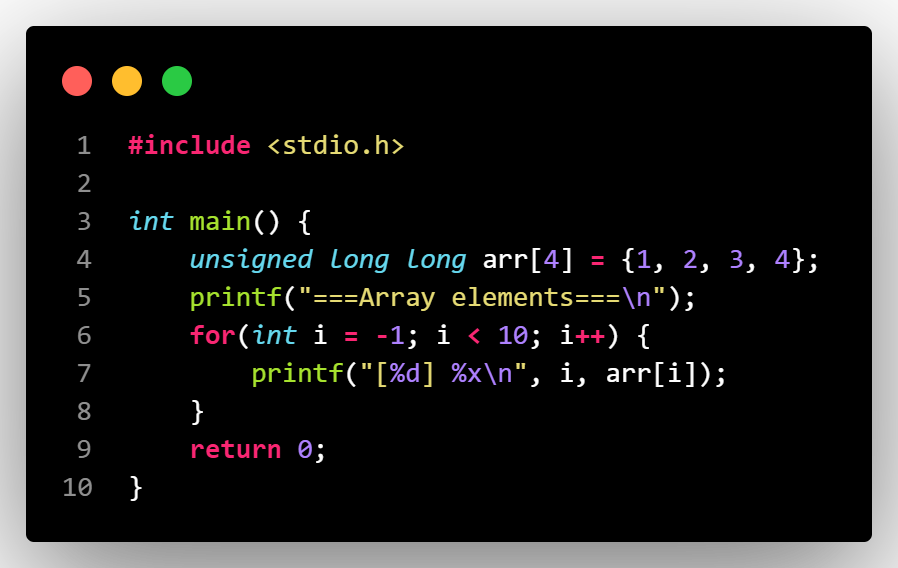 1 #include <stdio.h>
2
3 int main() {
4     unsigned long long arr[4] = {1, 2, 3, 4};
5     printf("===Array elements===\n");
6     for(int i = -1; i < 10; i++) {
7         printf("[%d] %x\n", i, arr[i]);
8     }
9     return 0;
10 }